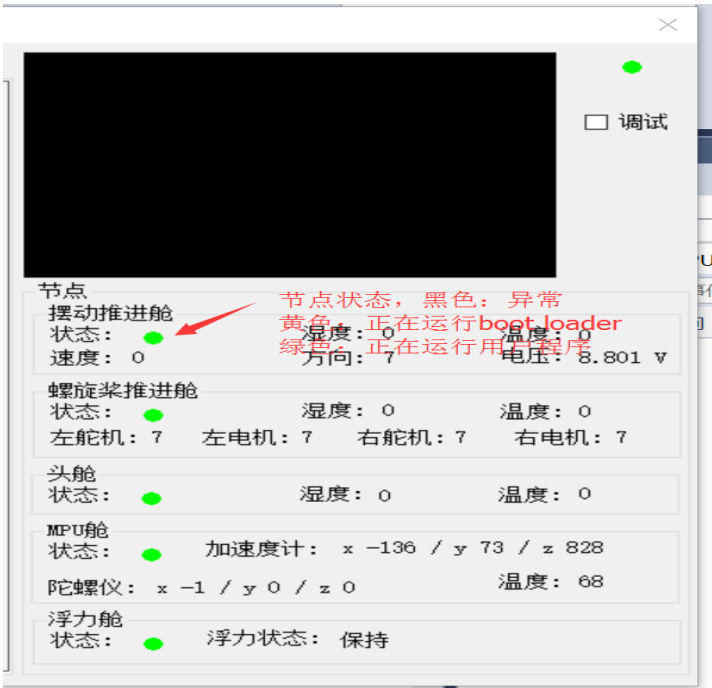 调试
节点
节点状态，黑色：异常
摆动推进舱
黄色：正在运行boot loader
状态： 湿度：0 温度：0
绿色：正在运行用户程序
速度：0 方向：7 电压：8.801 V
螺旋桨推进舱
状态： 湿度：0 温度：0
左舵机：7 左电机：7 右舵机：7 右电机：7
头舱
状态： 湿度：0 温度：0
MPU舱
状态： 加速度计： x -136 / y 73 / z 828
陀螺仪： x -1 / y 0 / z 0 温度：68
浮力舱
状态： 浮力状态：保持